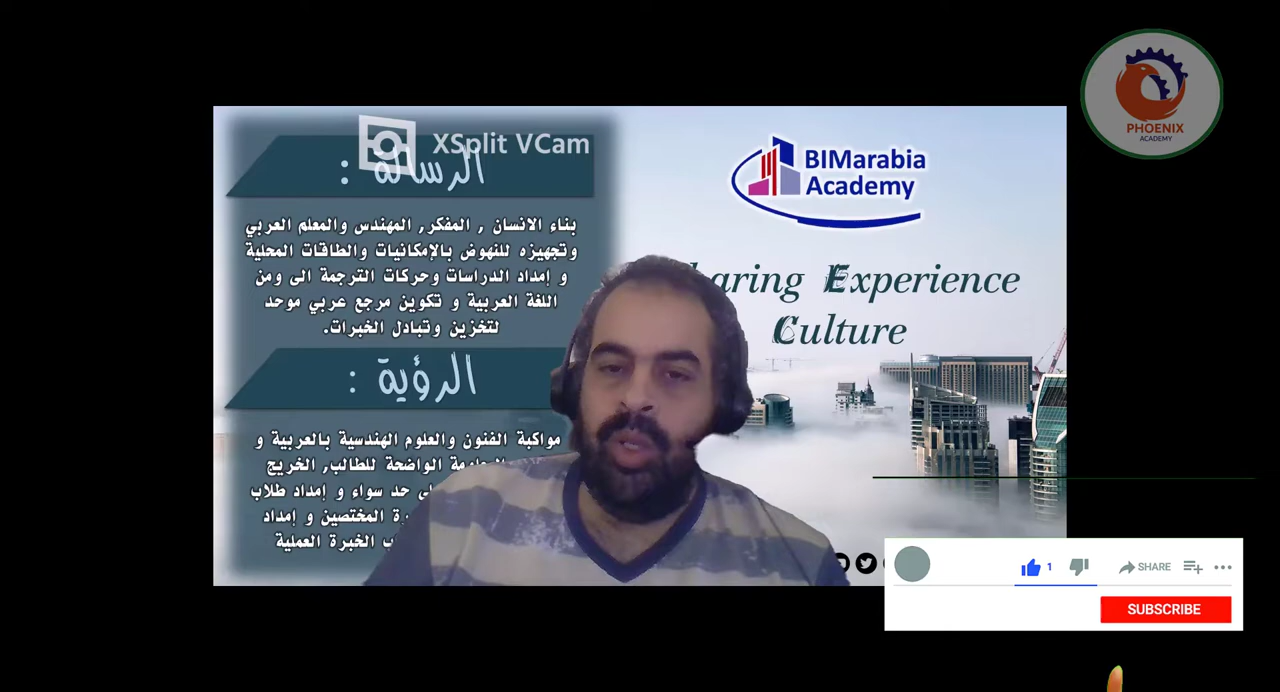 PHOENIX
ACADEMY
XSplit VCam
الرسالة :
بناء الانسان , المفكر, المهندس والمعلم العربي
وتجهيزه للنهوض بالإمكانيات والطاقات المحلية
و إمداد الدراسات وحركات الترجمة الى ومن
اللغة العربية و تكوين مرجع عربي موحد
لتخزين وتبادل الخبرات.
الرؤية :
مواكبة الفنون والعلوم الهندسية بالعربية و
الواضحة للطالب, الخريج
حد سواء و إمداد طلاب
المختصين و إمداد
الخبرة العملية
BIMarabia
Academy
Experience
Culture
1
SHARE
SUBSCRIBE